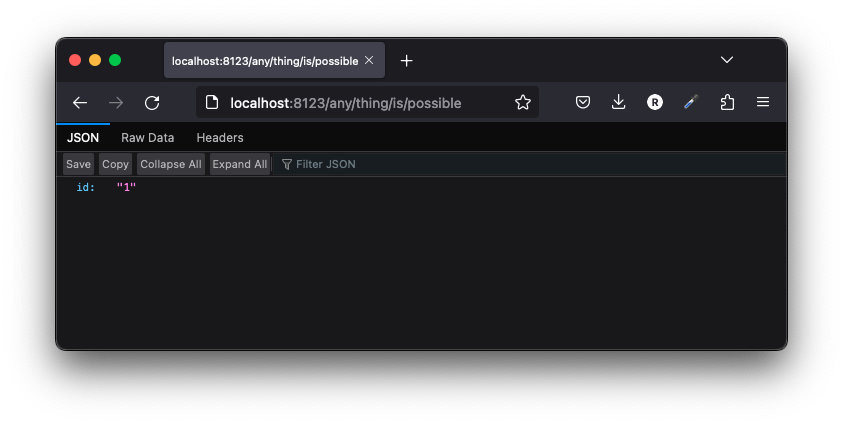 localhost:8123/any/thing/is/possible
localhost:8123/any/thing/is/possible
R
JSON Raw Data Headers
Save Copy Collapse All Expand All Filter JSON
id: "1"